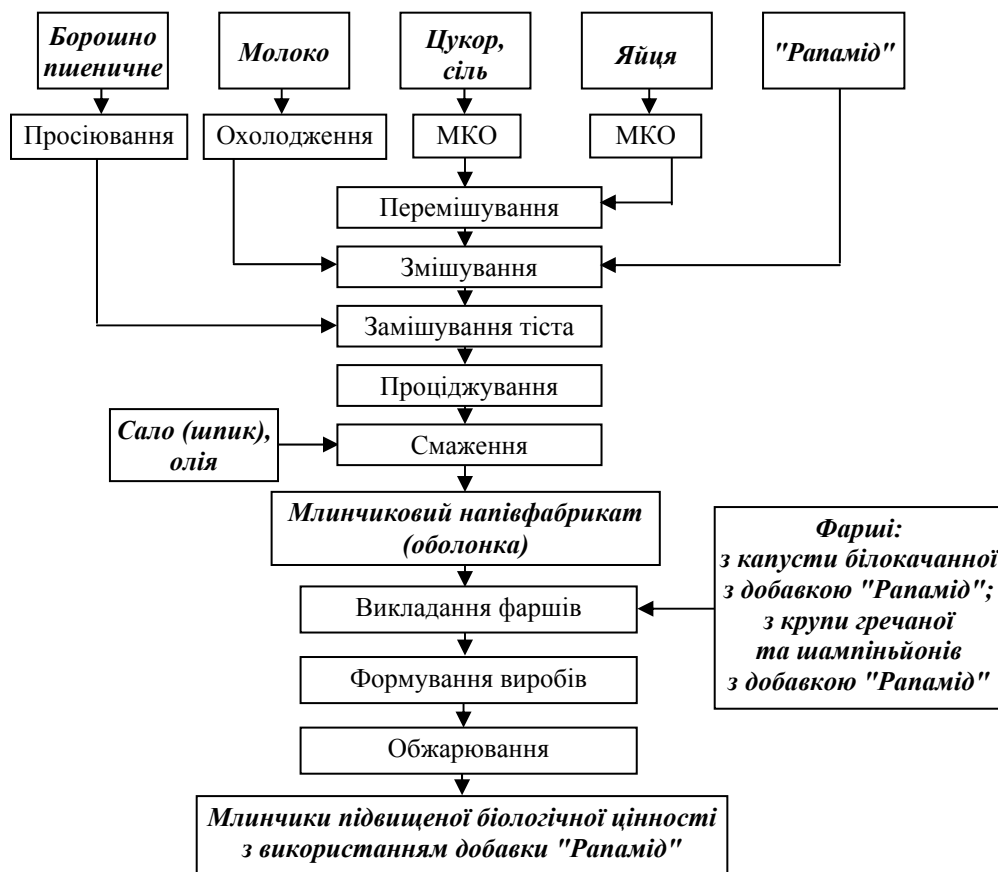 Борошно
пшеничне
Молоко
Цукор,
сіль
Яйця
"Рапамід"
Просіювання
Охолодження
МКО
МКО
Перемішування
Змішування
Замішування тіста
Проціджування
Сало (шпик),
олія
Смаження
Млинчиковий напівфабрикат
(оболонка)
Фарші:
з капусти білокачанної
з добавкою "Рапамід";
з крупи гречаної
та шампіньйонів
з добавкою "Рапамід"
Викладання фаршів
Формування виробів
Обжарювання
Млинчики підвищеної біологічної цінності
з використанням добавки "Рапамід"